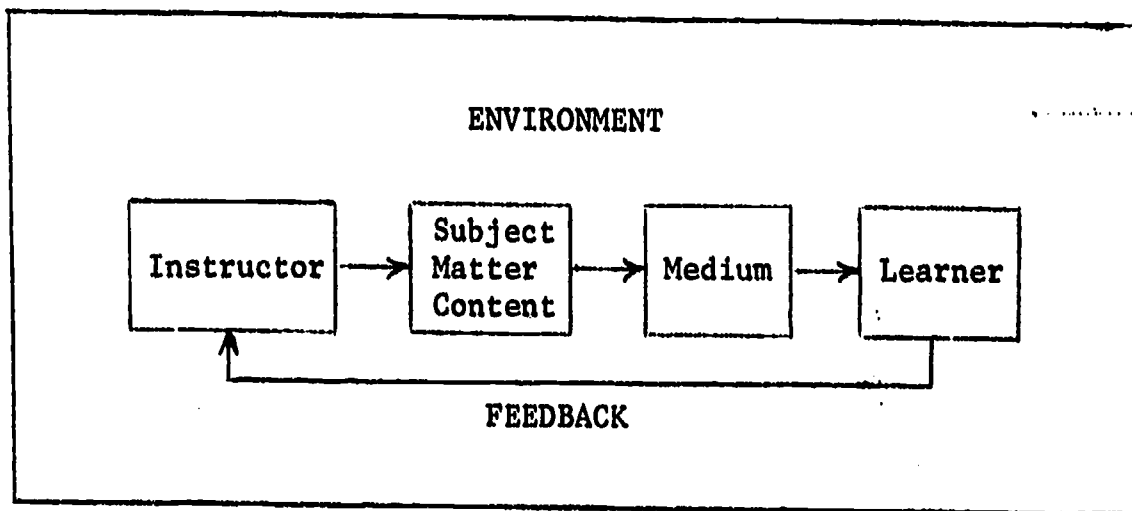 ENVIRONMENT
Instructor
Subject
Matter
Content
Medium
Learner
FEEDBACK